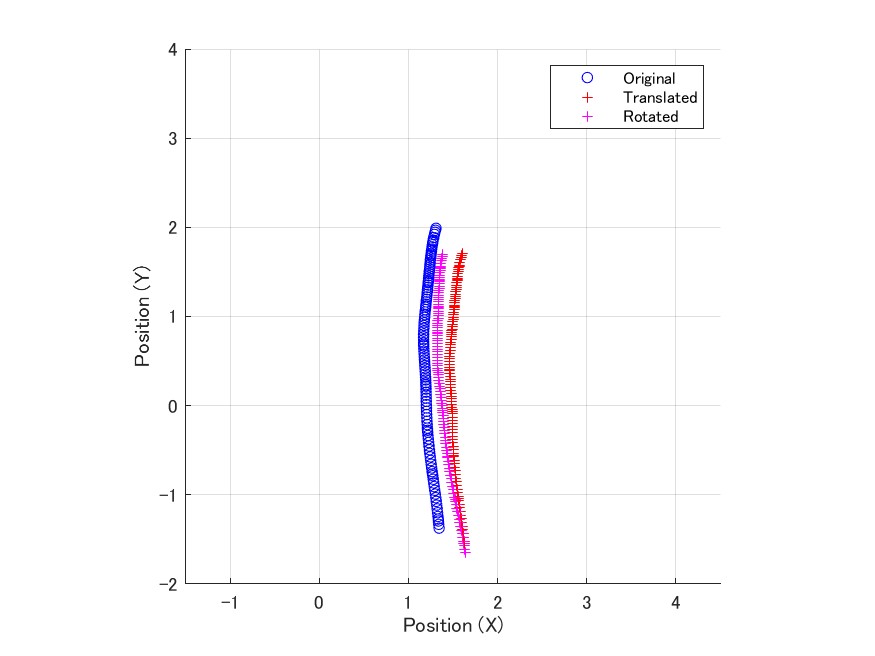 4
3
2
1
0
−1
−2
Position (Y)
−1 0 1 2 3 4
Position (X)
Original
Translated
Rotated